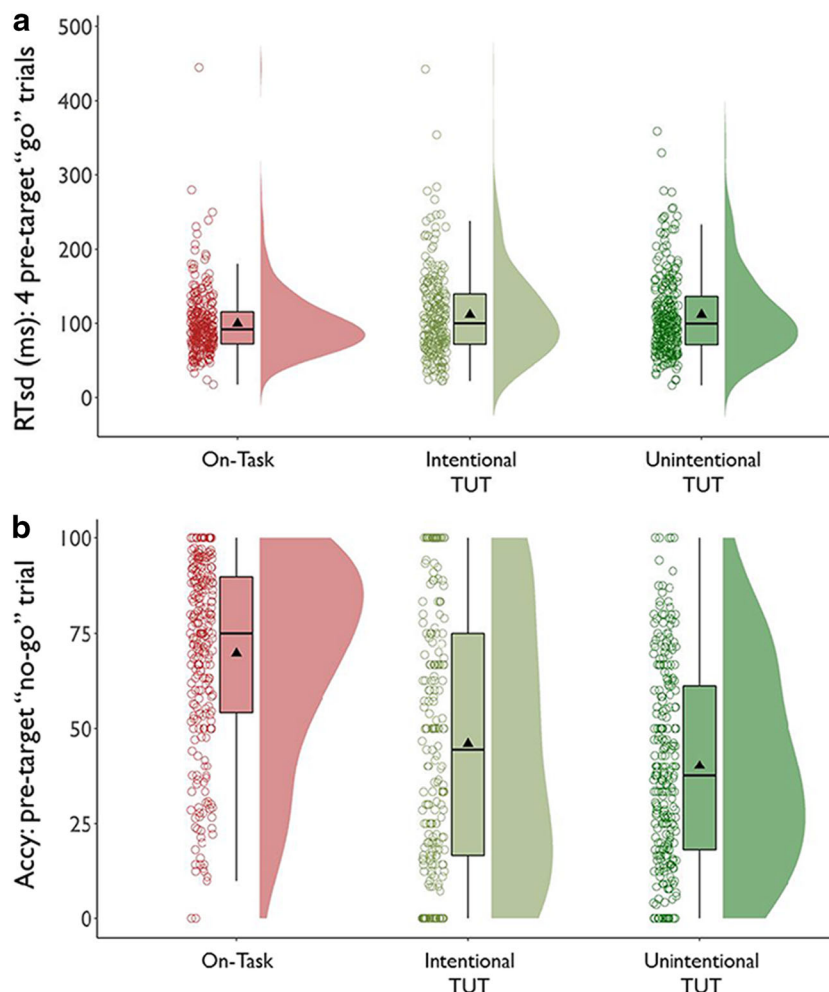 a
RTsd (ms): 4 pre-target “go” trials
500
400
300
200
100
0
On-Task
Intentional
TUT
Unintentional
TUT
b
Accy: pre-target “no-go” trial
100
75
50
25
0
On-Task
Intentional
TUT
Unintentional
TUT